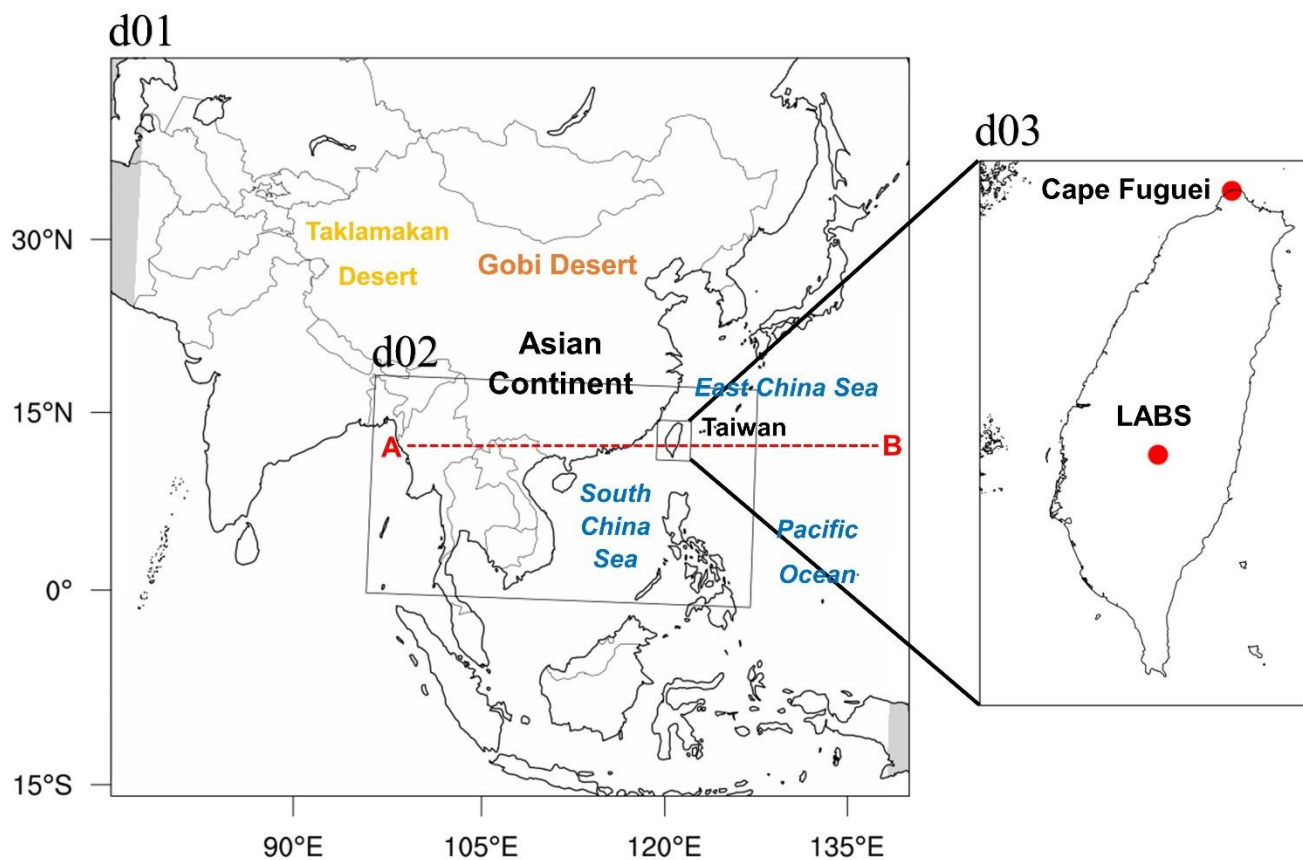 d01
d03
Cape Fuguei
30°N
Taklamakan
Desert
Gobi Desert
Asian
Continent
d02
East China Sea
15°N
Taiwan
LABS
A
B
South
China
Sea
Pacific
Ocean
0°
15°S
90°E
105°E
120°E
135°E